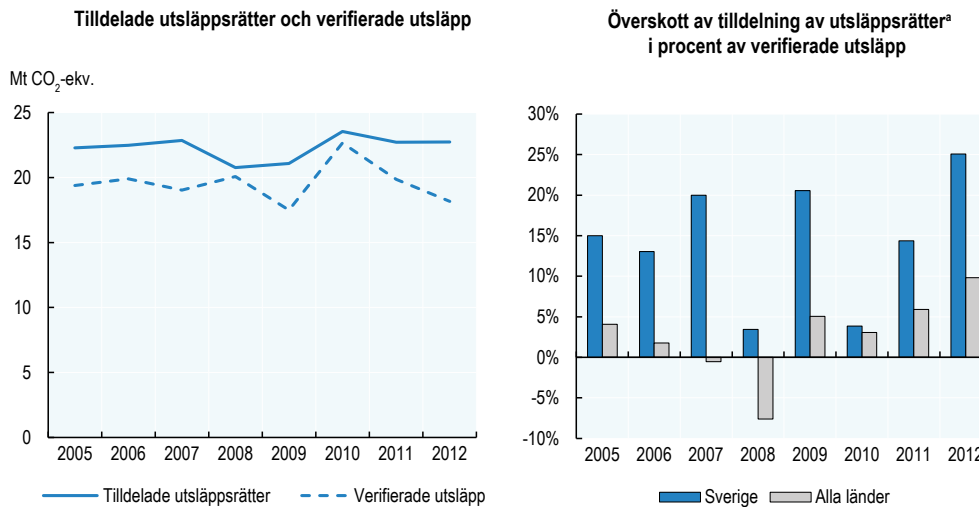 Tilldelade utsläppsrätter och verifierade utsläpp
Mt CO2-ekv.
25
20
15
10
5
0
2005 2006 2007 2008 2009 2010 2011 2012
Tilldelade utsläppsrätter Verifierade utsläpp
Överskott av tilldelning av utsläppsrätterª
i procent av verifierade utsläpp
30%
25%
20%
15%
10%
5%
0%
-5%
-10%
2005 2006 2007 2008 2009 2010 2011 2012
Sverige Alla länder